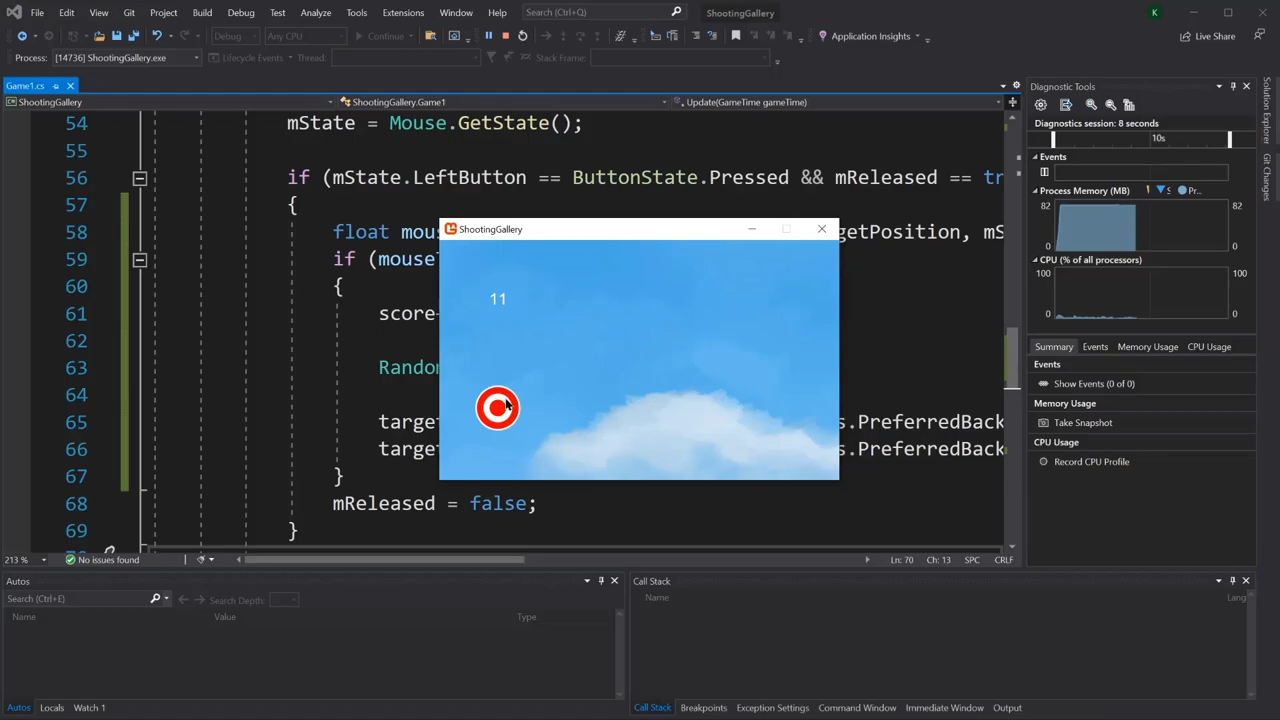 File Edit View Git Project Build Debug Test Analyze Tools Extensions Window Help Search (Ctrl+Q) ShootingGallery K
Debug Any CPU Continue Application Insights Live Share
Process: [14736] ShootingGallery.exe Lifecycle Events Thread: Stack Frame:
Game1.cs
ShootingGallery ShootingGallery.Game1 Update(GameTime gameTime)
54 mState = Mouse.GetState();
55
56 if (mState.LeftButton == ButtonState.Pressed && mReleased == tr
57 {
58 float mou getPosition, mS
59 if (mouse
60 {
61 score
62
63 Rando
64
65 targe s.PreferredBack
66 targe s.PreferredBack
67 }
68 mReleased = false;
69 }
ShootingGallery
11
213 % No issues found Ln: 70 Ch: 13 SPC CRLF
Diagnostic Tools
Diagnostics session: 8 seconds
10s
Events
Process Memory (MB) S Pr...
82 82
0 0
CPU (% of all processors)
100 100
0 0
Summary Events Memory Usage CPU Usage
Events
Show Events (0 of 0)
Memory Usage
Take Snapshot
CPU Usage
Record CPU Profile
Solution Explorer
Git Changes
Autos
Search (Ctrl+E) Search Depth:
Name Value Type
Autos Locals Watch 1
Call Stack
Name Lang
Call Stack Breakpoints Exception Settings Command Window Immediate Window Output